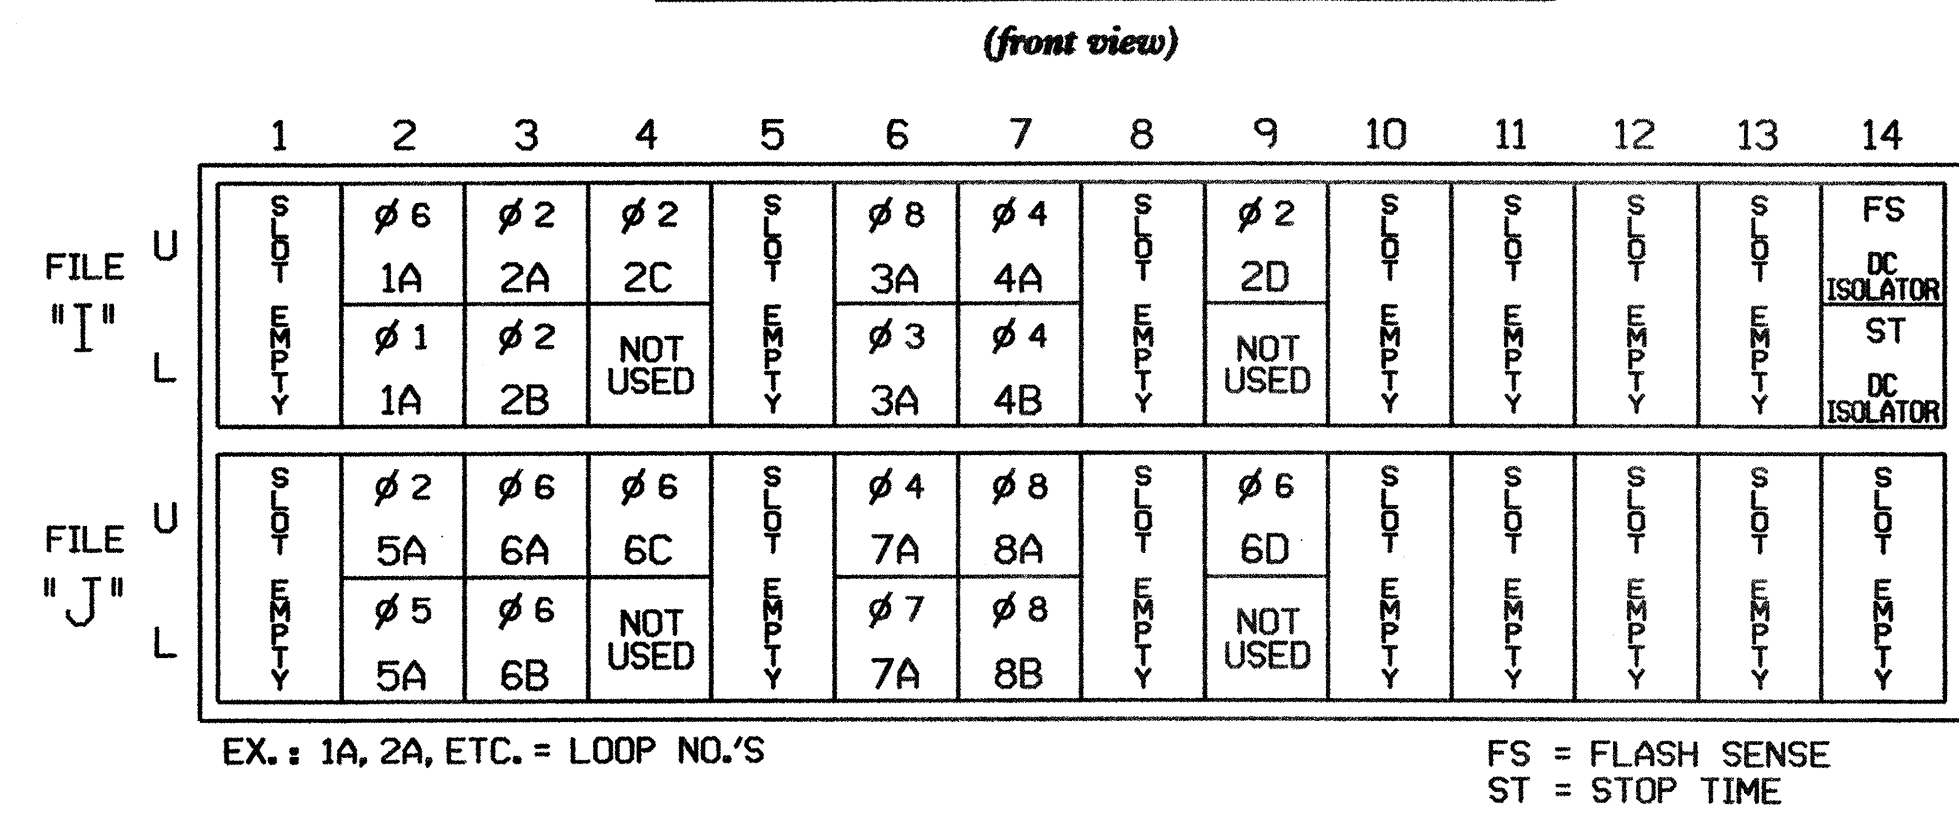 (front view)
1 2 3 4 5 6 7 8 9 10 11 12 13 14
FILE "I"
U
SLOT EMPTY
ø 6 1A
ø 2 2A
ø 2 2C
SLOT EMPTY
ø 8 3A
ø 4 4A
SLOT EMPTY
ø 2 2D
SLOT EMPTY
SLOT EMPTY
SLOT EMPTY
SLOT EMPTY
FS DC ISOLATOR
L
ø 1 1A
ø 2 2B
NOT USED
ø 3 3A
ø 4 4B
NOT USED
ST DC ISOLATOR
FILE "J"
U
SLOT EMPTY
ø 2 5A
ø 6 6A
ø 6 6C
SLOT EMPTY
ø 4 7A
ø 8 8A
SLOT EMPTY
ø 6 6D
SLOT EMPTY
SLOT EMPTY
SLOT EMPTY
SLOT EMPTY
SLOT EMPTY
L
ø 5 5A
ø 6 6B
NOT USED
ø 7 7A
ø 8 8B
NOT USED
EX.: 1A, 2A, ETC. = LOOP NO.'S
FS = FLASH SENSE
ST = STOP TIME